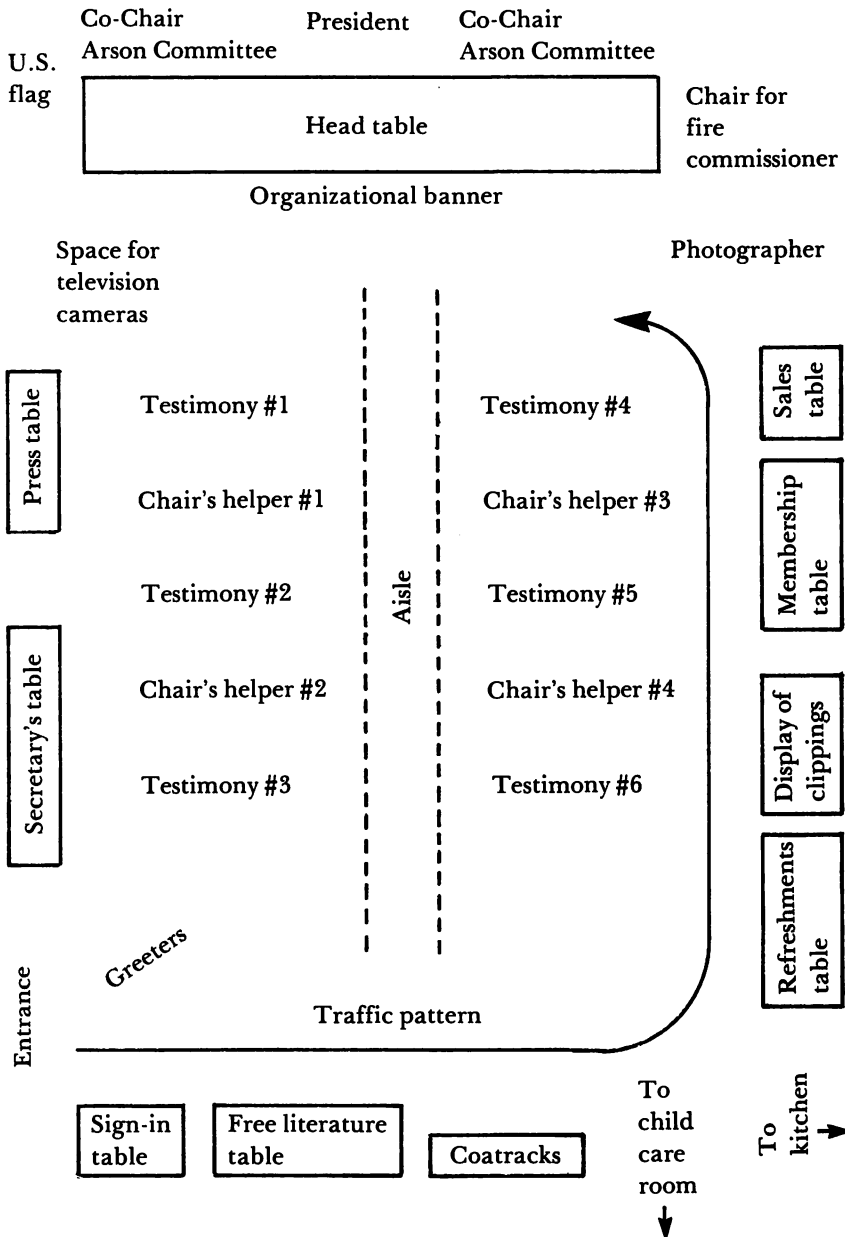 Co-Chair
Arson Committee
President
Co-Chair
Arson Committee
U.S.
flag
Head table
Chair for
fire
commissioner
Organizational banner
Space for
television
cameras
Photographer
Press table
Testimony #1
Testimony #4
Sales
table
Chair's helper #1
Chair's helper #3
Membership
table
Testimony #2
Aisle
Testimony #5
Secretary's table
Chair's helper #2
Chair's helper #4
Display of
clippings
Testimony #3
Testimony #6
Refreshments
table
Greeters
Entrance
Traffic pattern
Sign-in
table
Free literature
table
Coatracks
To
child
care
room
To
kitchen